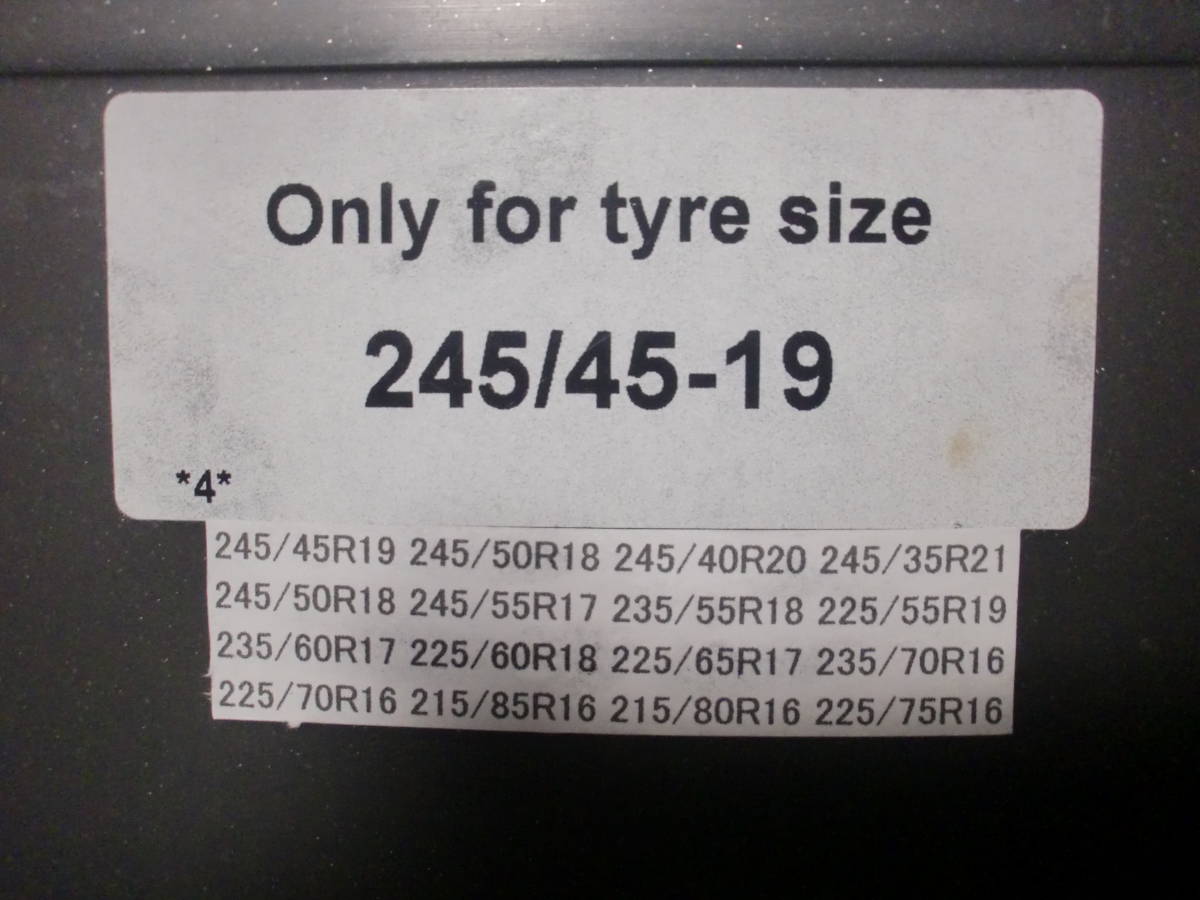 Only for tyre size
245/45-19
*4*
245/45R19 245/50R18 245/40R20 245/35R21
245/50R18 245/55R17 235/55R18 225/55R19
235/60R17 225/60R18 225/65R17 235/70R16
225/70R16 215/85R16 215/80R16 225/75R16